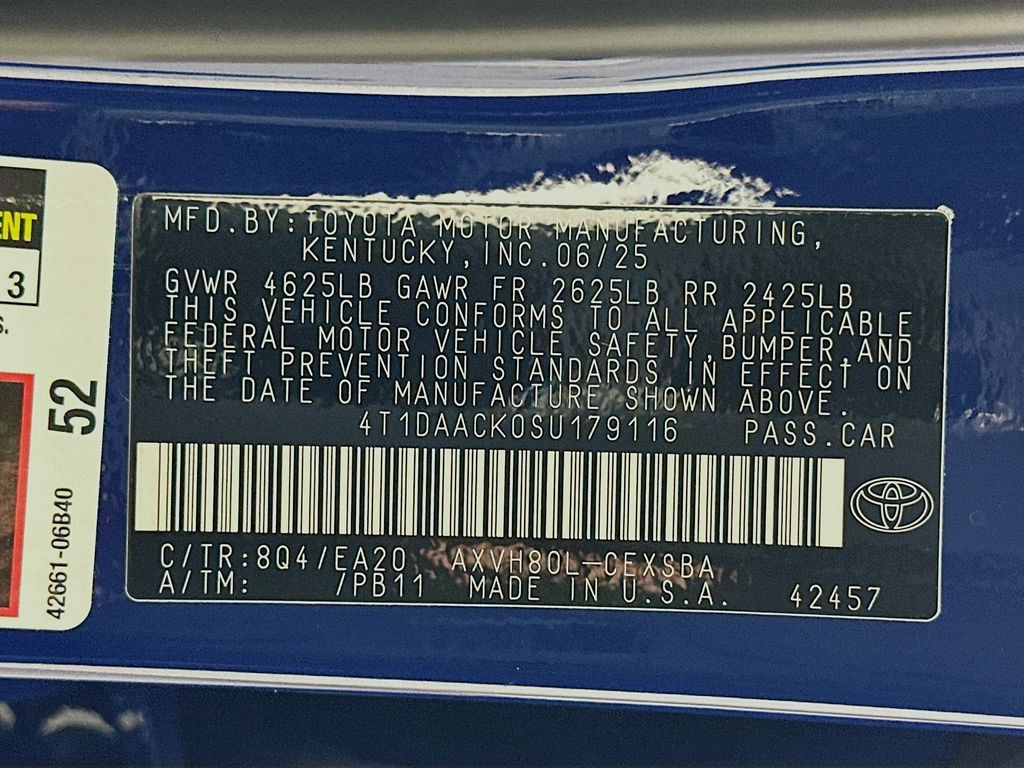 ENT
3
S.
52
42661-06B40
MFD.BY:TOYOTA MOTOR MANUFACTURING,
KENTUCKY,INC.06/25
GVWR 4625LB GAWR FR 2625LB RR 2425LB
THIS VEHICLE CONFORMS TO ALL APPLICABLE
FEDERAL MOTOR VEHICLE SAFETY,BUMPER,AND
THEFT PREVENTION STANDARDS IN EFFECT ON
THE DATE OF MANUFACTURE SHOWN ABOVE.
4T1DAACK0SU179116 PASS.CAR
C/TR:8Q4/EA20 AXVH80L-CEXSBA
A/TM: /PB11 MADE IN U.S.A. 42457